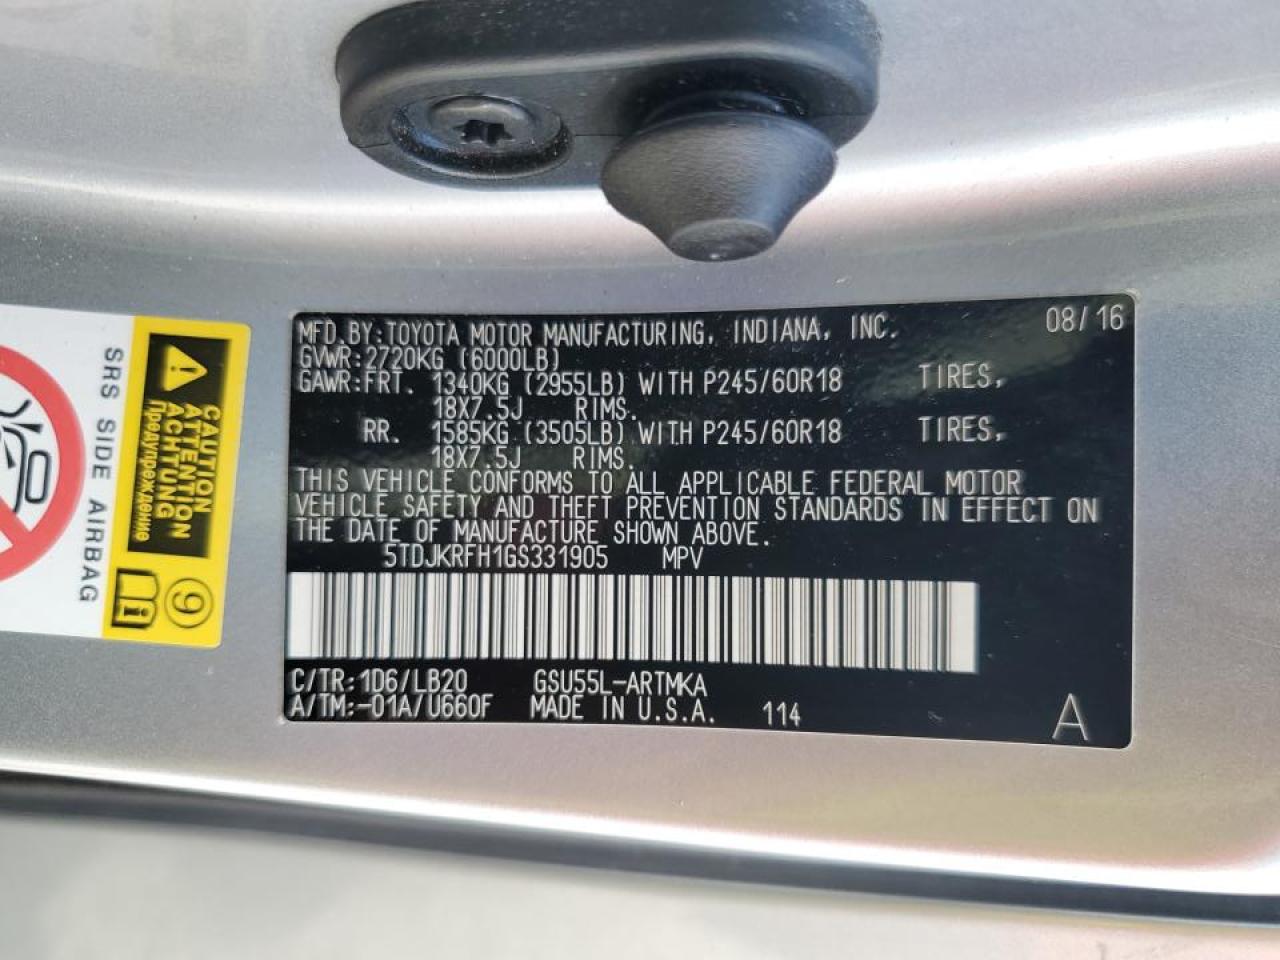 MFD.BY:TOYOTA MOTOR MANUFACTURING, INDIANA, INC. 08/16
GVWR:2720KG (6000LB)
GAWR:FRT. 1340KG (2955LB) WITH P245/60R18 TIRES,
18X7.5J RIMS.
RR. 1585KG (3505LB) WITH P245/60R18 TIRES,
18X7.5J RIMS.
THIS VEHICLE CONFORMS TO ALL APPLICABLE FEDERAL MOTOR
VEHICLE SAFETY AND THEFT PREVENTION STANDARDS IN EFFECT ON
THE DATE OF MANUFACTURE SHOWN ABOVE.
5TDJKRFH1GS331905 MPV
C/TR:1D6/LB20 GSU55L-ARTMKA
A/TM:-01A/U660F MADE IN U.S.A. 114 A
CAUTION
ATTENTION
ACHTUNG
Предупреждение
SRS SIDE AIRBAG
9
i